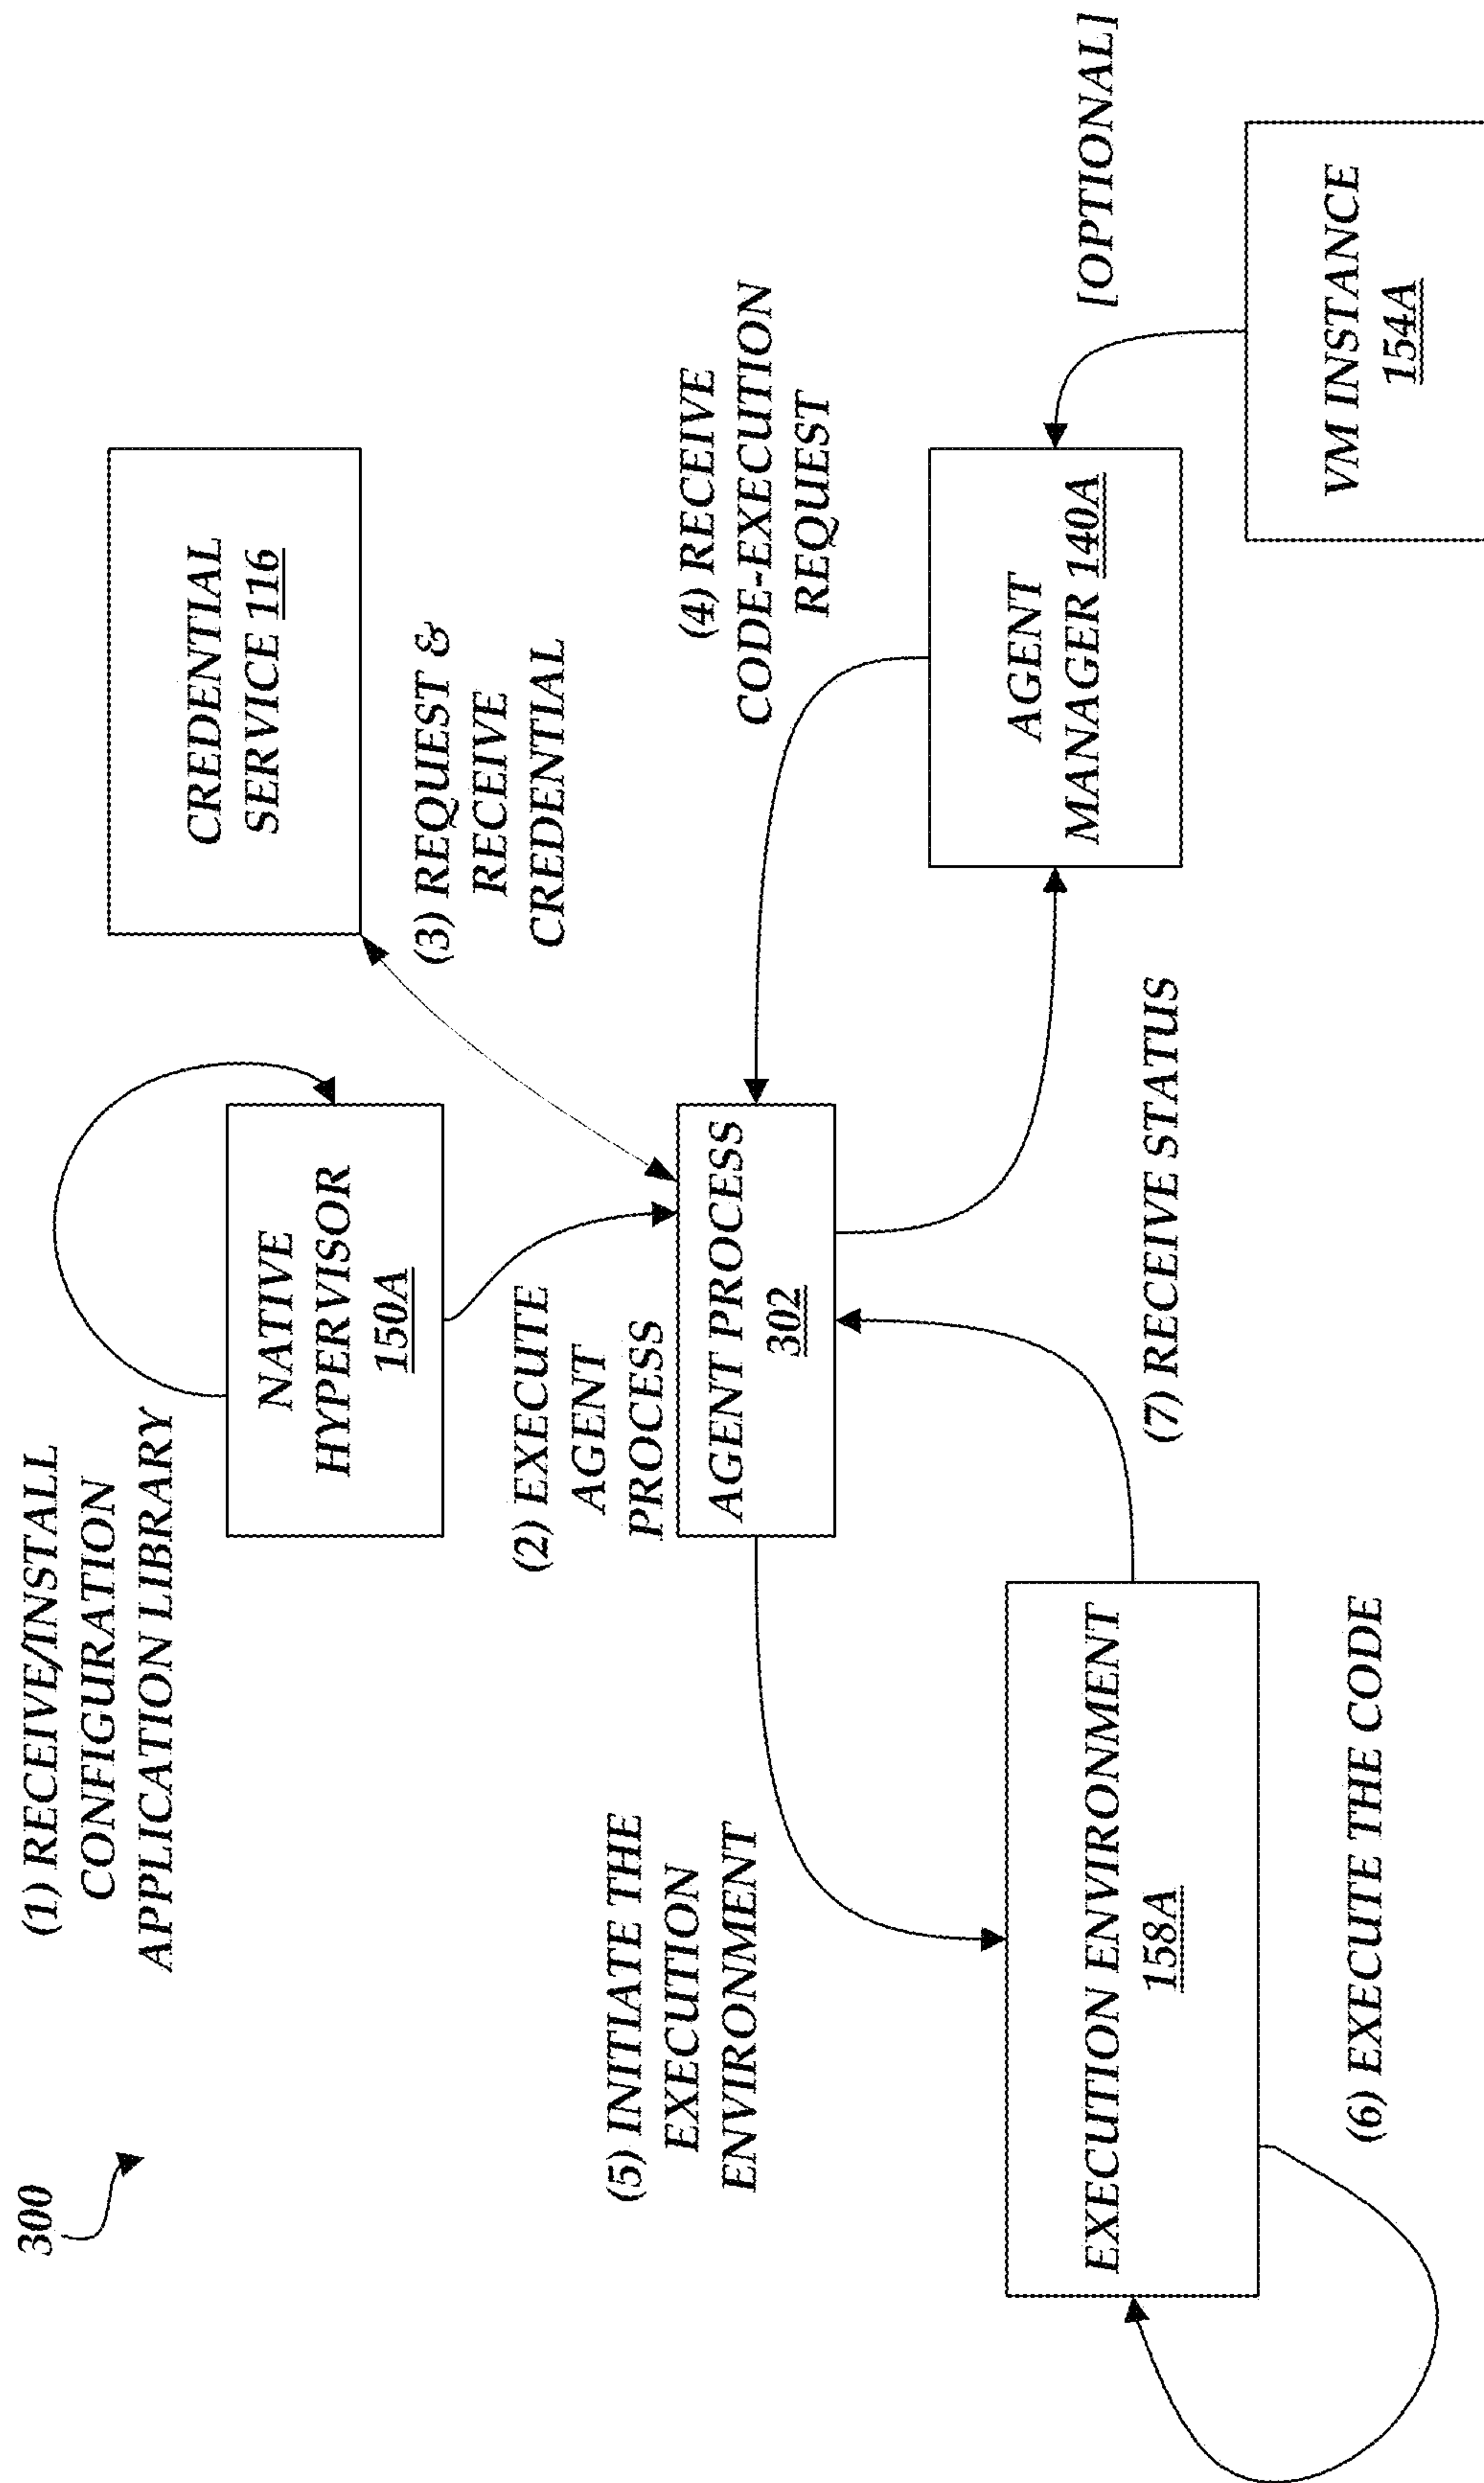 300
(1) RECEIVE/INSTALL
CONFIGURATION
APPLICATION LIBRARY
NATIVE
HYPERVISOR
150A
CREDENTIAL
SERVICE 116
(2) EXECUTE
AGENT
PROCESS
(3) REQUEST &
RECEIVE
CREDENTIAL
(5) INITIATE THE
EXECUTION
ENVIRONMENT
AGENT PROCESS
302
(4) RECEIVE
CODE-EXECUTION
REQUEST
EXECUTION ENVIRONMENT
158A
(7) RECEIVE STATUS
AGENT
MANAGER 140A
[OPTIONAL]
(6) EXECUTE THE CODE
VM INSTANCE
154A